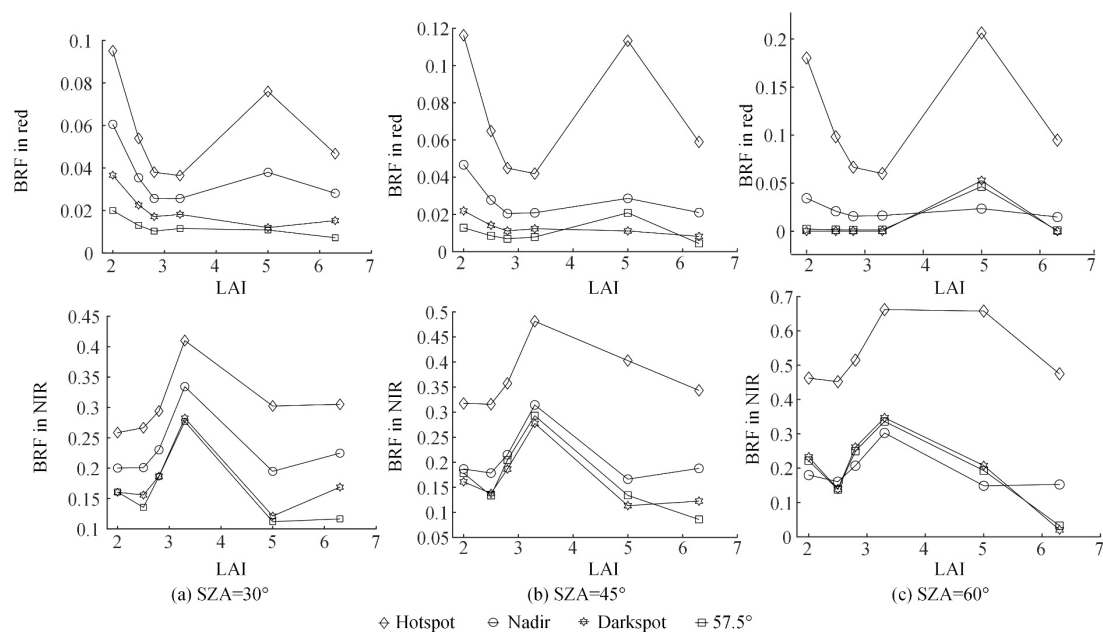 0.1
0.08
0.06
0.04
0.02
0
BRF in red
2 3 4 5 6 7
LAI
0.12
0.1
0.08
0.06
0.04
0.02
0
BRF in red
2 3 4 5 6 7
LAI
0.2
0.15
0.1
0.05
0
BRF in red
2 3 4 5 6 7
LAI
0.45
0.4
0.35
0.3
0.25
0.2
0.15
0.1
BRF in NIR
2 3 4 5 6 7
LAI
(a) SZA=30°
0.5
0.45
0.4
0.35
0.3
0.25
0.2
0.15
0.1
0.05
BRF in NIR
2 3 4 5 6 7
LAI
(b) SZA=45°
0.7
0.6
0.5
0.4
0.3
0.2
0.1
0
BRF in NIR
2 3 4 5 6 7
LAI
(c) SZA=60°
Hotspot Nadir Darkspot 57.5°